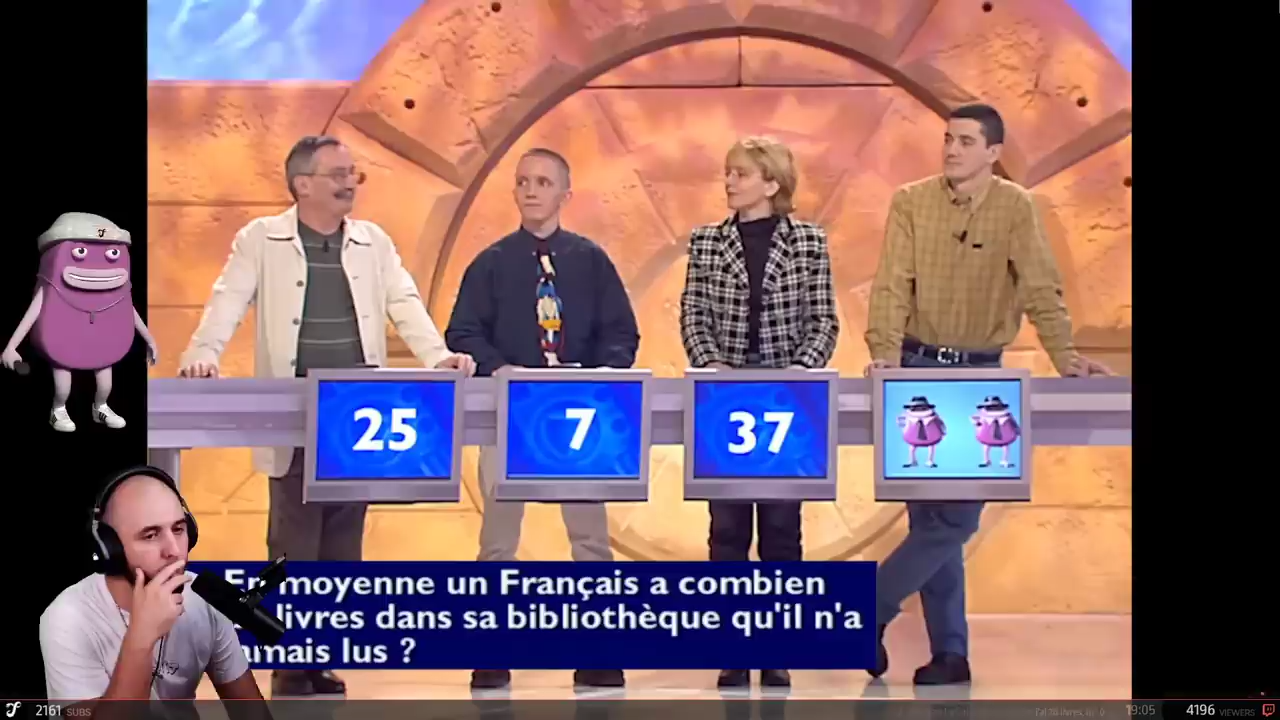 25
7
37
En moyenne un Français a combien
livres dans sa bibliothèque qu'il n'a
amais lus ?
2161 SUBS
19:05
4196 VIEWERS